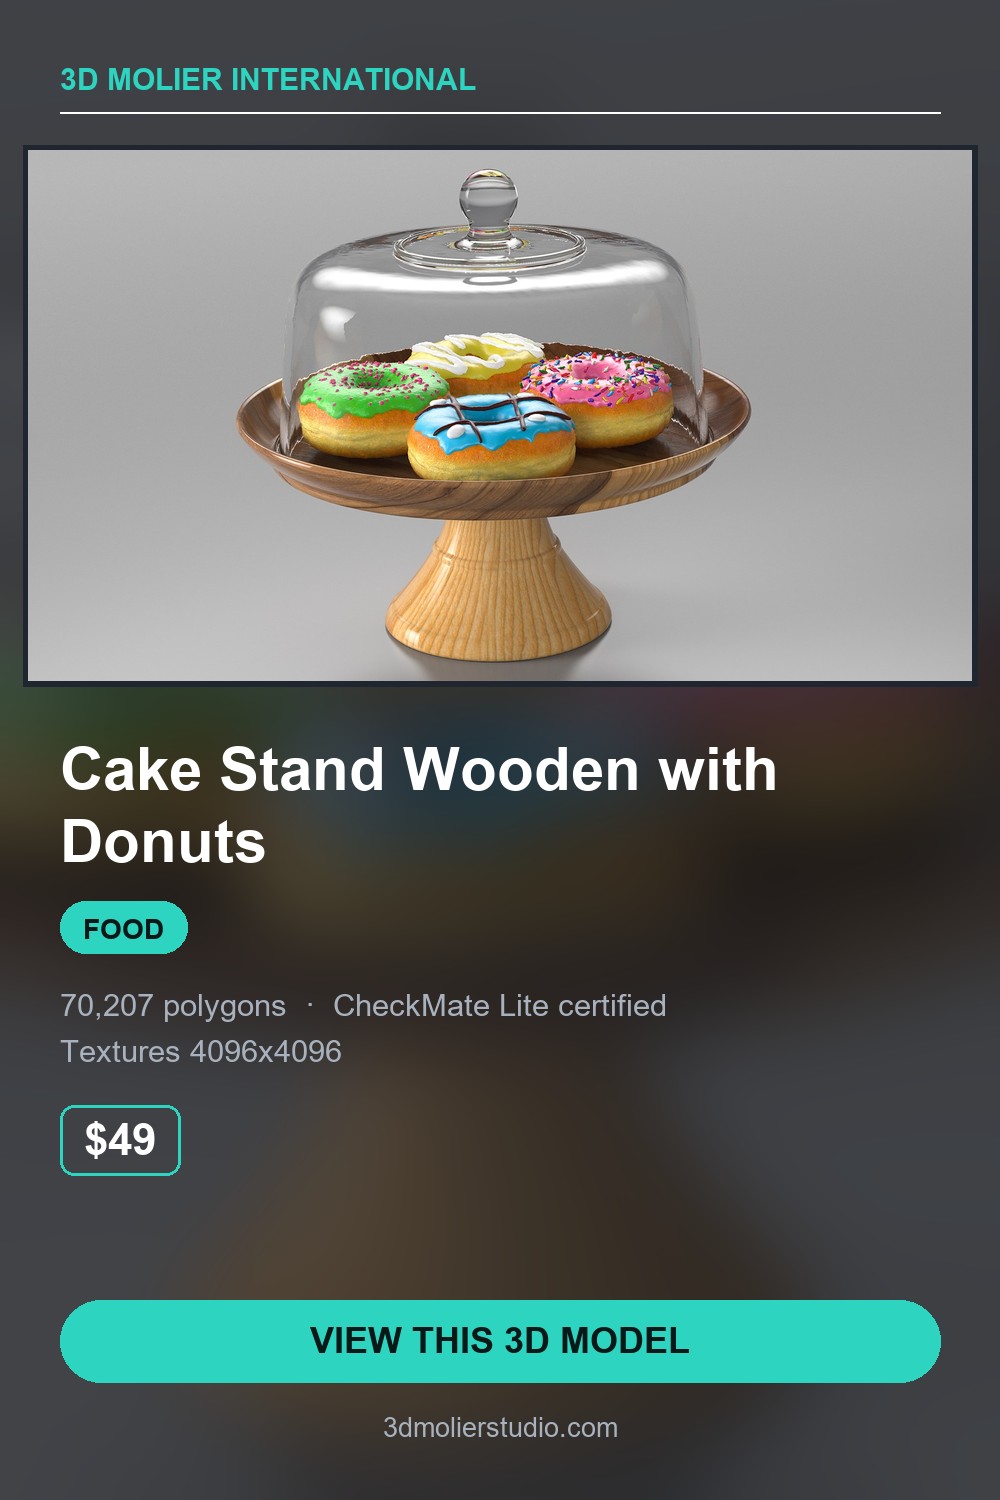 3D MOLIER INTERNATIONAL
Cake Stand Wooden with
Donuts
FOOD
70,207 polygons · CheckMate Lite certified
Textures 4096x4096
$49
VIEW THIS 3D MODEL
3dmolierstudio.com